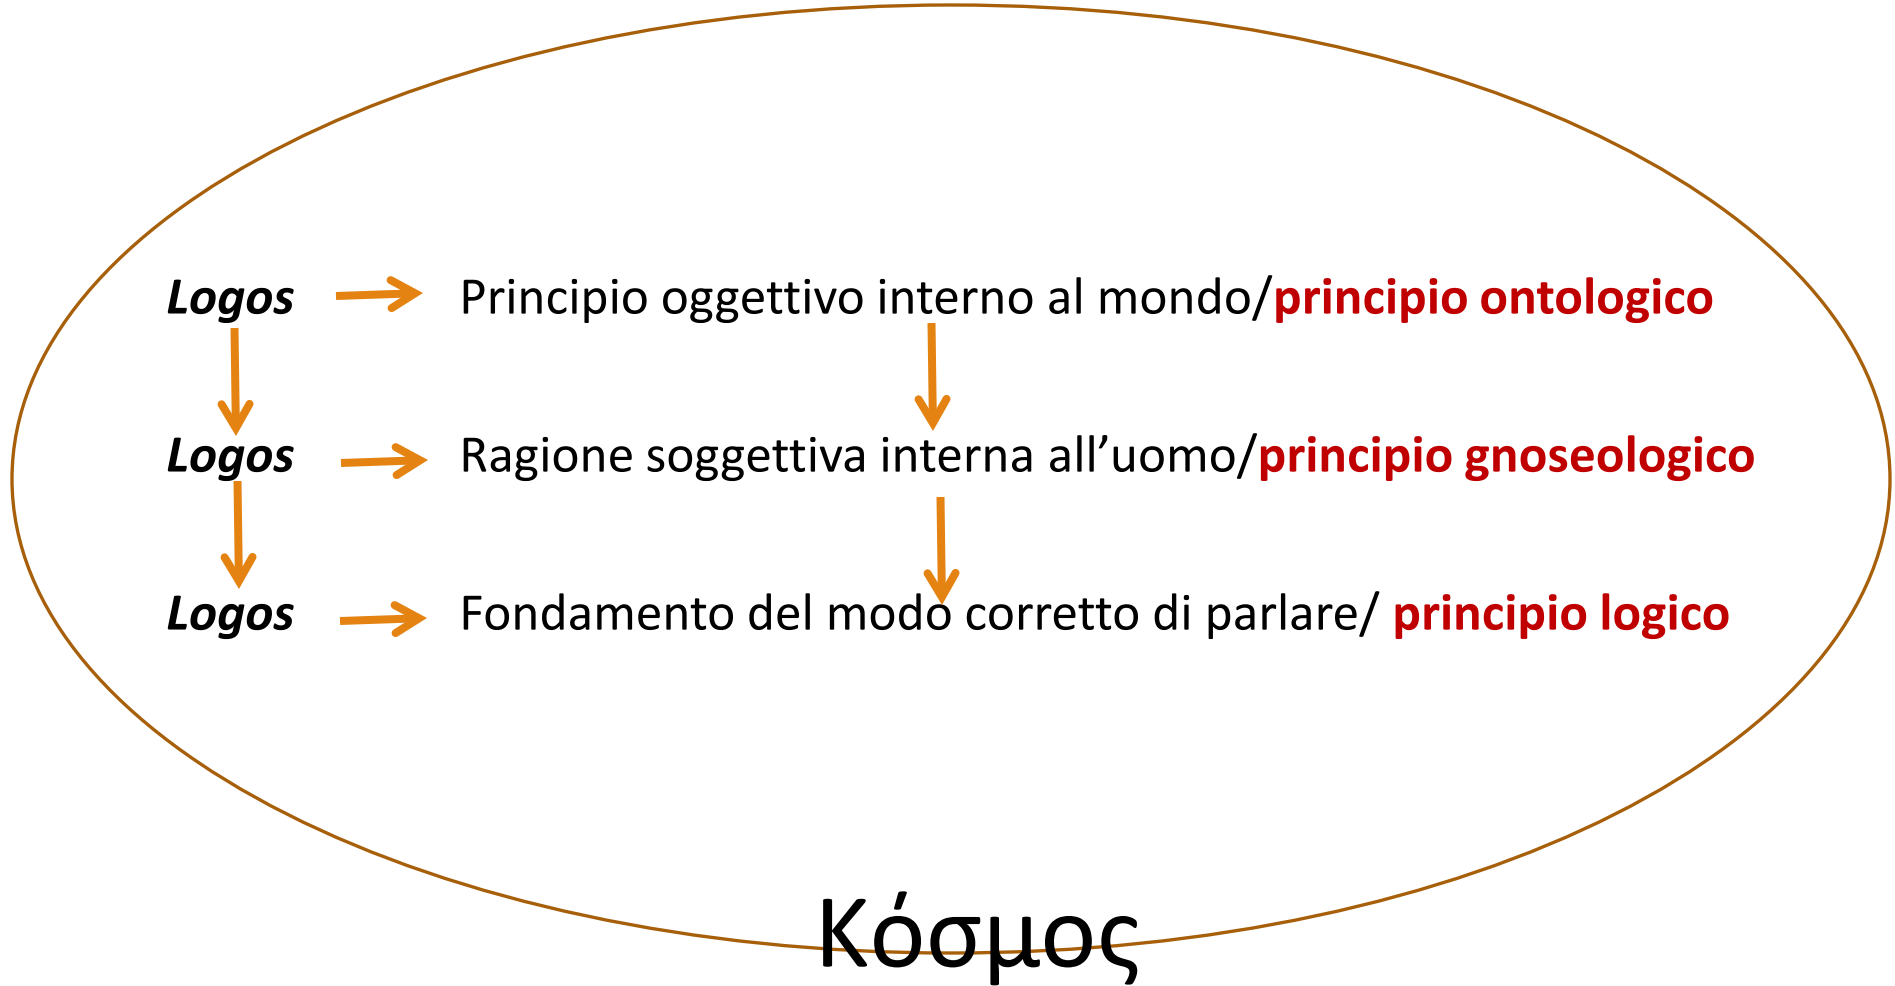 Logos Principio oggettivo interno al mondo/principio ontologico
Logos Ragione soggettiva interna all’uomo/principio gnoseologico
Logos Fondamento del modo corretto di parlare/ principio logico
Κόσμος